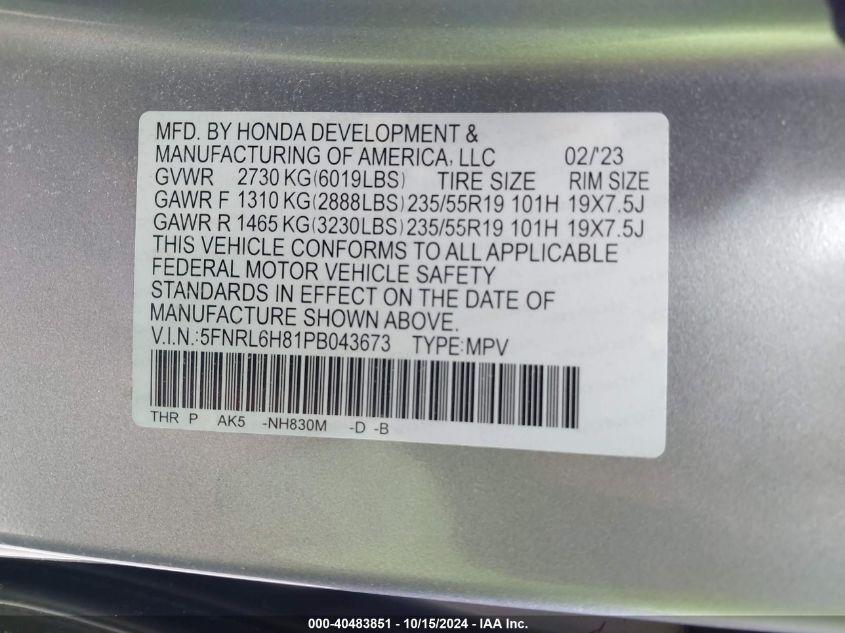 MFD. BY HONDA DEVELOPMENT &
MANUFACTURING OF AMERICA, LLC 02/'23
GVWR 2730 KG(6019LBS) TIRE SIZE RIM SIZE
GAWR F 1310 KG(2888LBS) 235/55R19 101H 19X7.5J
GAWR R 1465 KG(3230LBS) 235/55R19 101H 19X7.5J
THIS VEHICLE CONFORMS TO ALL APPLICABLE
FEDERAL MOTOR VEHICLE SAFETY
STANDARDS IN EFFECT ON THE DATE OF
MANUFACTURE SHOWN ABOVE.
V.I.N.:5FNRL6H81PB043673 TYPE:MPV
THR P AK5 -NH830M -D -B
000-40483851 - 10/15/2024 - IAA Inc.